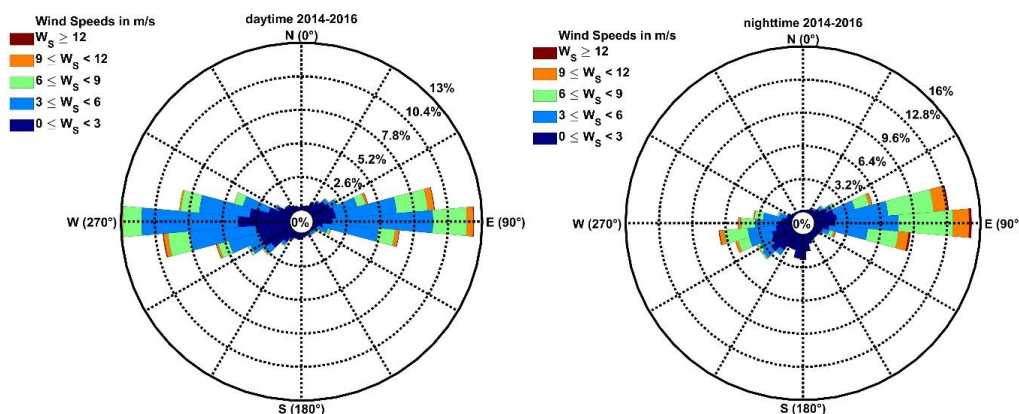 Wind Speeds in m/s
W_S ≥ 12
9 ≤ W_S < 12
6 ≤ W_S < 9
3 ≤ W_S < 6
0 ≤ W_S < 3
daytime 2014-2016
N (0°)
13%
10.4%
7.8%
5.2%
2.6%
0%
W (270°)
E (90°)
S (180°)
Wind Speeds in m/s
W_S ≥ 12
9 ≤ W_S < 12
6 ≤ W_S < 9
3 ≤ W_S < 6
0 ≤ W_S < 3
nighttime 2014-2016
N (0°)
16%
12.8%
9.6%
6.4%
3.2%
0%
W (270°)
E (90°)
S (180°)